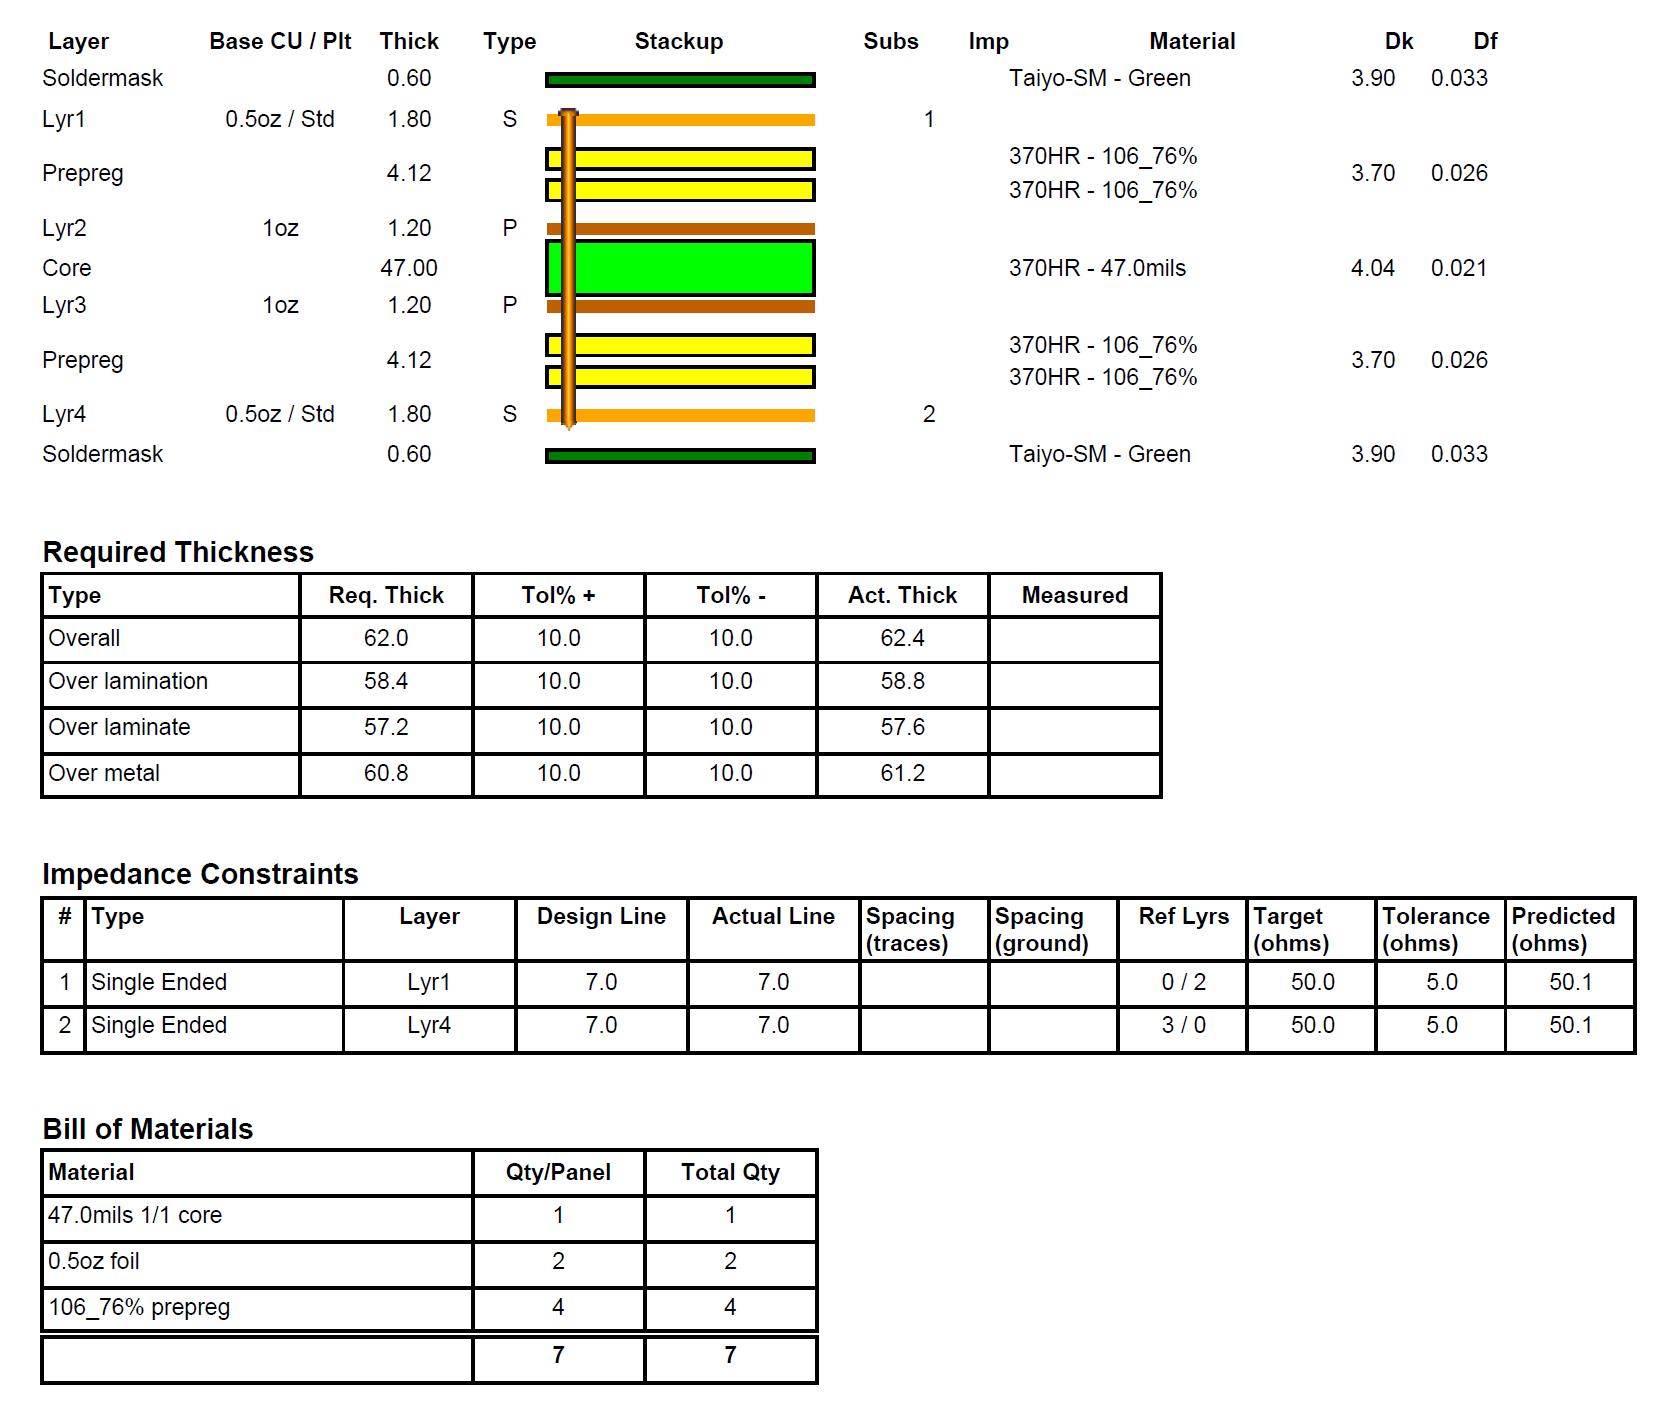 Layer Base CU / Plt Thick Type Stackup Subs Imp Material Dk Df
Soldermask 0.60 Taiyo-SM - Green 3.90 0.033
Lyr1 0.5oz / Std 1.80 S 1
370HR - 106_76%
Prepreg 4.12 3.70 0.026
370HR - 106_76%
Lyr2 1oz 1.20 P
Core 47.00 370HR - 47.0mils 4.04 0.021
Lyr3 1oz 1.20 P
370HR - 106_76%
Prepreg 4.12 3.70 0.026
370HR - 106_76%
Lyr4 0.5oz / Std 1.80 S 2
Soldermask 0.60 Taiyo-SM - Green 3.90 0.033
Required Thickness
Type Req. Thick Tol% + Tol% - Act. Thick Measured
Overall 62.0 10.0 10.0 62.4
Over lamination 58.4 10.0 10.0 58.8
Over laminate 57.2 10.0 10.0 57.6
Over metal 60.8 10.0 10.0 61.2
Impedance Constraints
# Type Layer Design Line Actual Line Spacing (traces) Spacing (ground) Ref Lyrs Target (ohms) Tolerance (ohms) Predicted (ohms)
1 Single Ended Lyr1 7.0 7.0 0 / 2 50.0 5.0 50.1
2 Single Ended Lyr4 7.0 7.0 3 / 0 50.0 5.0 50.1
Bill of Materials
Material Qty/Panel Total Qty
47.0mils 1/1 core 1 1
0.5oz foil 2 2
106_76% prepreg 4 4
7 7